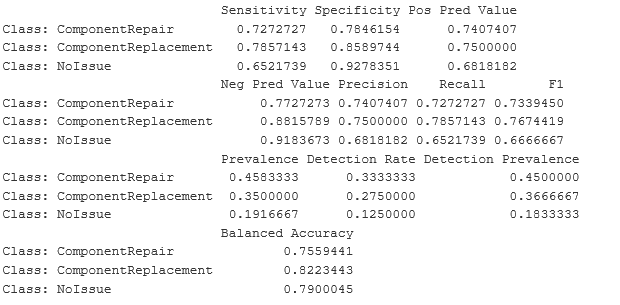 Sensitivity Specificity Pos Pred Value
Class: ComponentRepair 0.7272727 0.7846154 0.7407407
Class: ComponentReplacement 0.7857143 0.8589744 0.7500000
Class: NoIssue 0.6521739 0.9278351 0.6818182
Neg Pred Value Precision Recall F1
Class: ComponentRepair 0.7727273 0.7407407 0.7272727 0.7339450
Class: ComponentReplacement 0.8815789 0.7500000 0.7857143 0.7674419
Class: NoIssue 0.9183673 0.6818182 0.6521739 0.6666667
Prevalence Detection Rate Detection Prevalence
Class: ComponentRepair 0.4583333 0.3333333 0.4500000
Class: ComponentReplacement 0.3500000 0.2750000 0.3666667
Class: NoIssue 0.1916667 0.1250000 0.1833333
Balanced Accuracy
Class: ComponentRepair 0.7559441
Class: ComponentReplacement 0.8223443
Class: NoIssue 0.7900045